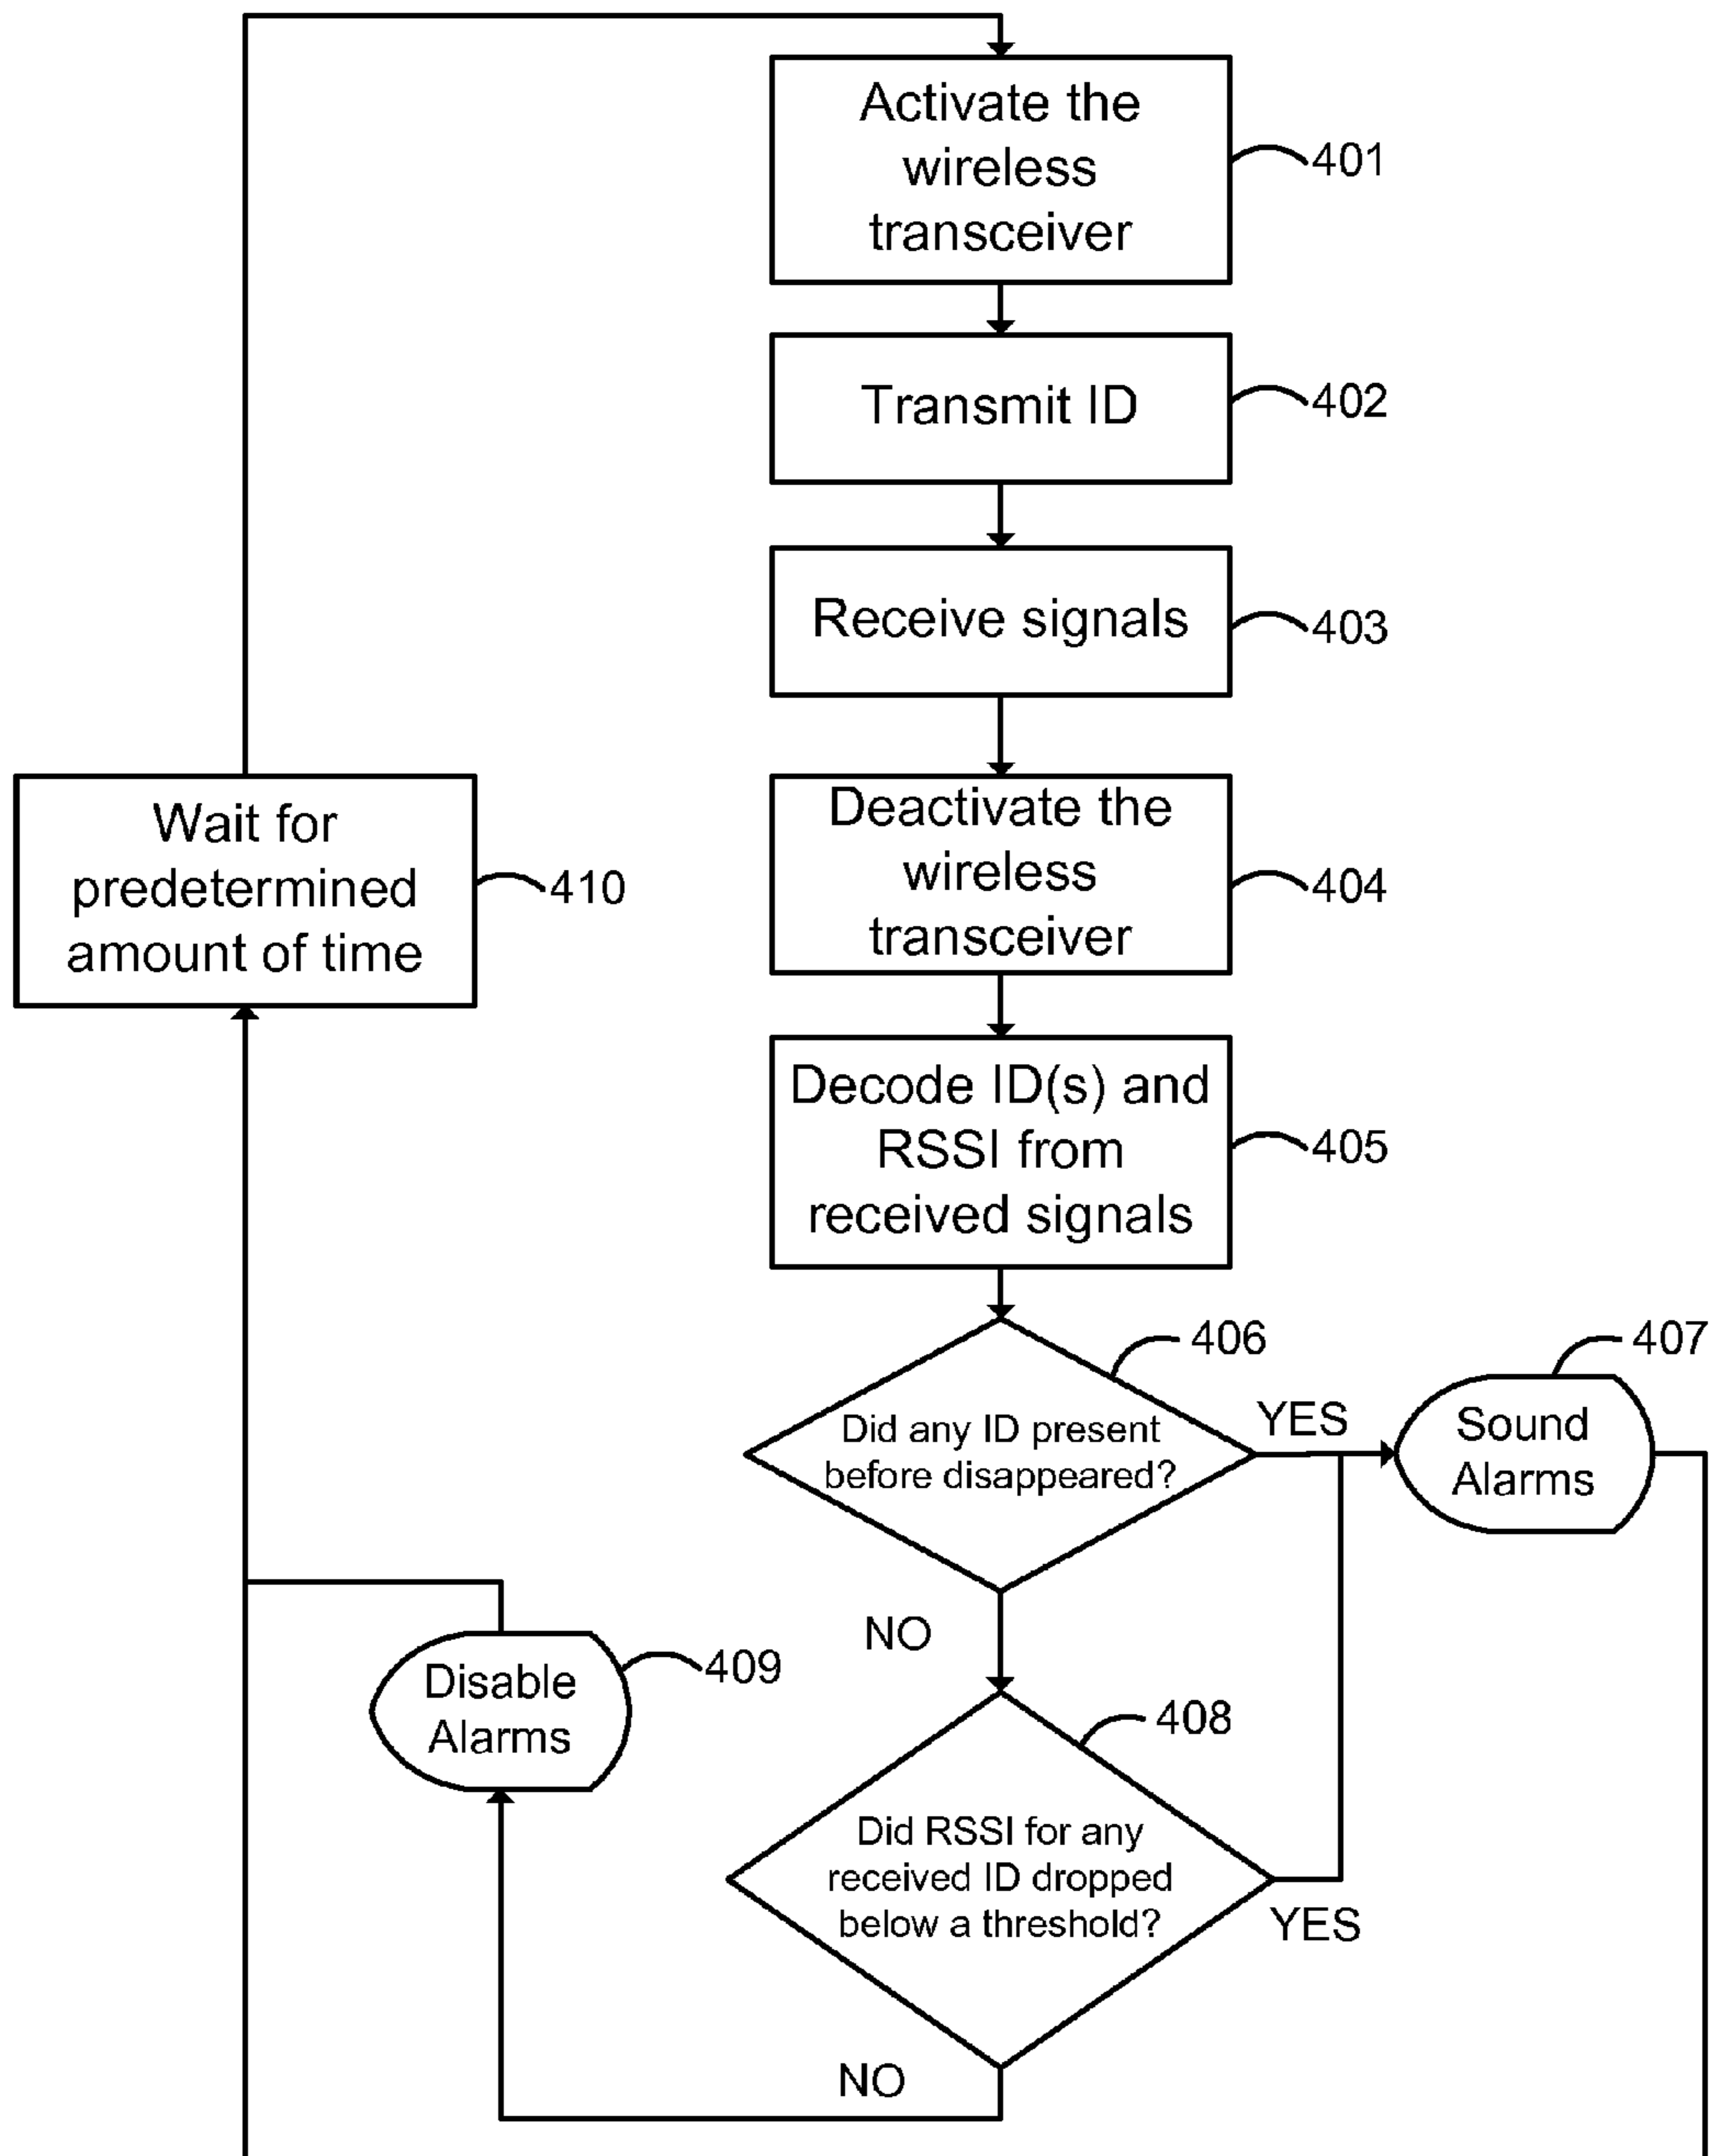 Activate the
wireless
transceiver
401
Transmit ID
402
Receive signals
403
Deactivate the
wireless
transceiver
404
Wait for
predetermined
amount of time
410
Decode ID(s) and
RSSI from
received signals
405
406
407
Did any ID present
before disappeared?
YES
Sound
Alarms
NO
Disable
Alarms
409
408
Did RSSI for any
received ID dropped
below a threshold?
YES
NO